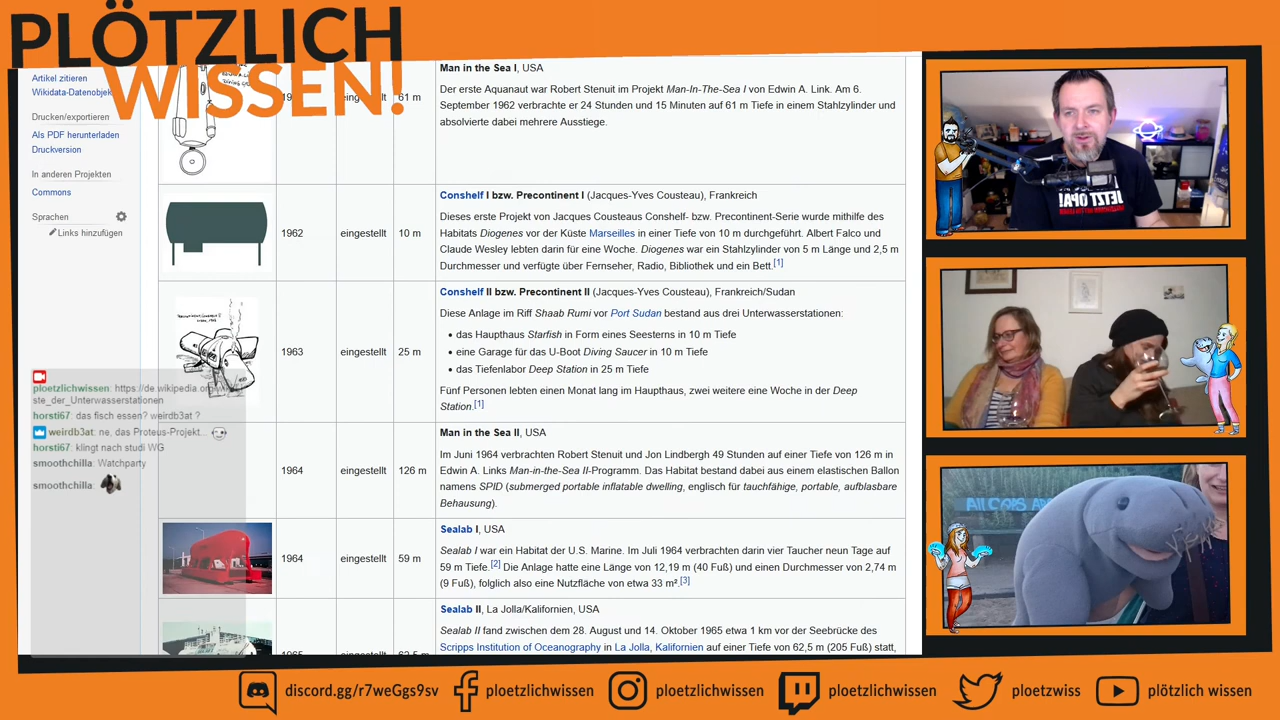 PLÖTZLICH
WISSEN!
Artikel zitieren
Wikidata-Datenobjek
Drucken/exportieren
Als PDF herunterladen
Druckversion
In anderen Projekten
Commons
Sprachen
Links hinzufügen
eingestellt
61 m
Man in the Sea I, USA
Der erste Aquanaut war Robert Stenuit im Projekt Man-In-The-Sea I von Edwin A. Link. Am 6.
September 1962 verbrachte er 24 Stunden und 15 Minuten auf 61 m Tiefe in einem Stahlzylinder und
absolvierte dabei mehrere Ausstiege.
1962
eingestellt
10 m
Conshelf I bzw. Precontinent I (Jacques-Yves Cousteau), Frankreich
Dieses erste Projekt von Jacques Cousteaus Conshelf- bzw. Precontinent-Serie wurde mithilfe des
Habitats Diogenes vor der Küste Marseilles in einer Tiefe von 10 m durchgeführt. Albert Falco und
Claude Wesley lebten darin für eine Woche. Diogenes war ein Stahlzylinder von 5 m Länge und 2,5 m
Durchmesser und verfügte über Fernseher, Radio, Bibliothek und ein Bett.[1]
1963
eingestellt
25 m
Conshelf II bzw. Precontinent II (Jacques-Yves Cousteau), Frankreich/Sudan
Diese Anlage im Riff Shaab Rumi vor Port Sudan bestand aus drei Unterwasserstationen:
• das Haupthaus Starfish in Form eines Seesterns in 10 m Tiefe
• eine Garage für das U-Boot Diving Saucer in 10 m Tiefe
• das Tiefenlabor Deep Station in 25 m Tiefe
Fünf Personen lebten einen Monat lang im Haupthaus, zwei weitere eine Woche in der Deep
Station.[1]
1964
eingestellt
126 m
Man in the Sea II, USA
Im Juni 1964 verbrachten Robert Stenuit und Jon Lindbergh 49 Stunden auf einer Tiefe von 126 m in
Edwin A. Links Man-in-the-Sea II-Programm. Das Habitat bestand dabei aus einem elastischen Ballon
namens SPID (submerged portable inflatable dwelling, englisch für tauchfähige, portable, aufblasbare
Behausung).
1964
eingestellt
59 m
Sealab I, USA
Sealab I war ein Habitat der U.S. Marine. Im Juli 1964 verbrachten darin vier Taucher neun Tage auf
59 m Tiefe.[2] Die Anlage hatte eine Länge von 12,19 m (40 Fuß) und einen Durchmesser von 2,74 m
(9 Fuß), folglich also eine Nutzfläche von etwa 33 m².[3]
1965
eingestellt
62,5 m
Sealab II, La Jolla/Kalifornien, USA
Sealab II fand zwischen dem 28. August und 14. Oktober 1965 etwa 1 km vor der Seebrücke des
Scripps Institution of Oceanography in La Jolla, Kalifornien auf einer Tiefe von 62,5 m (205 Fuß) statt,
ploetzlichwissen: https://de.wikipedia.org
ste_der_Unterwasserstationen
horsti67: das fisch essen? weirdb3at ?
weirdb3at: ne, das Proteus-Projekt...
horsti67: klingt nach studi WG
smoothchilla: Watchparty
smoothchilla:
JETZT OPA!
All COPS ARE
discord.gg/r7weGgs9sv
ploetzlichwissen
ploetzlichwissen
ploetzlichwissen
ploetzwiss
plötzlich wissen